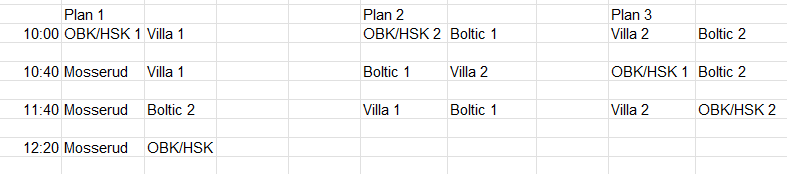 Plan 1 Plan 2 Plan 3
10:00 OBK/HSK 1 Villa 1 OBK/HSK 2 Boltic 1 Villa 2 Boltic 2
10:40 Mosserud Villa 1 Boltic 1 Villa 2 OBK/HSK 1 Boltic 2
11:40 Mosserud Boltic 2 Villa 1 Boltic 1 Villa 2 OBK/HSK 2
12:20 Mosserud OBK/HSK